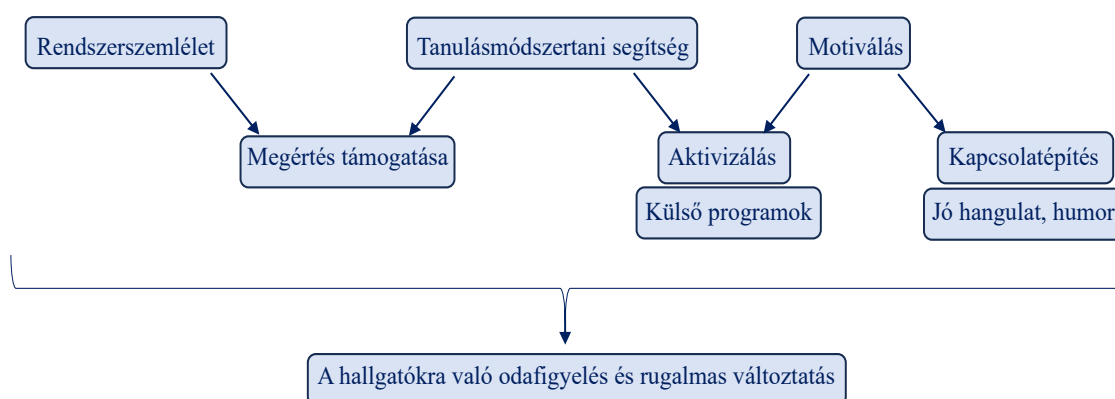 Rendszerszemlélet
Tanulásmódszertani segítség
Motiválás
Megértés támogatása
Aktivizálás
Kapcsolatépítés
Külső programok
Jó hangulat, humor
A hallgatókra való odafigyelés és rugalmas változtatás